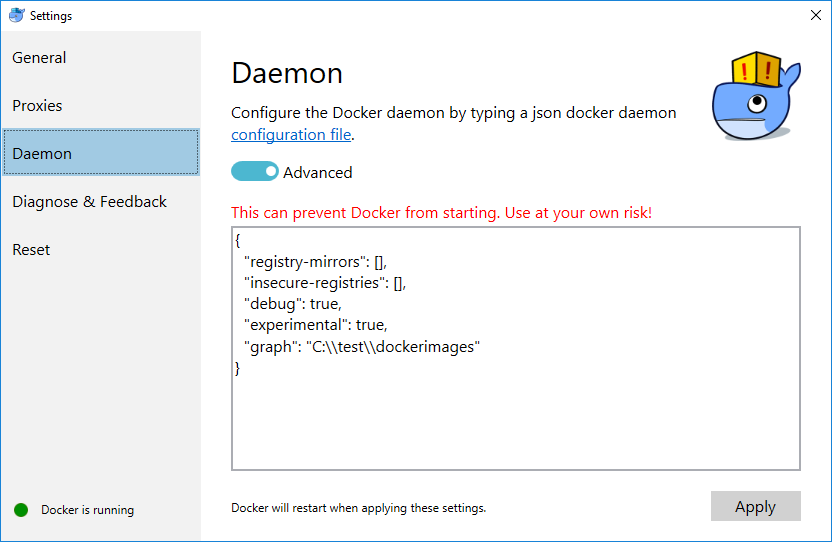 Settings
General
Proxies
Daemon
Diagnose & Feedback
Reset
Docker is running
Daemon
Configure the Docker daemon by typing a json docker daemon
configuration file.
Advanced
This can prevent Docker from starting. Use at your own risk!
{
"registry-mirrors": [],
"insecure-registries": [],
"debug": true,
"experimental": true,
"graph": "C:\\test\\dockerimages"
}
Docker will restart when applying these settings.
Apply
! !